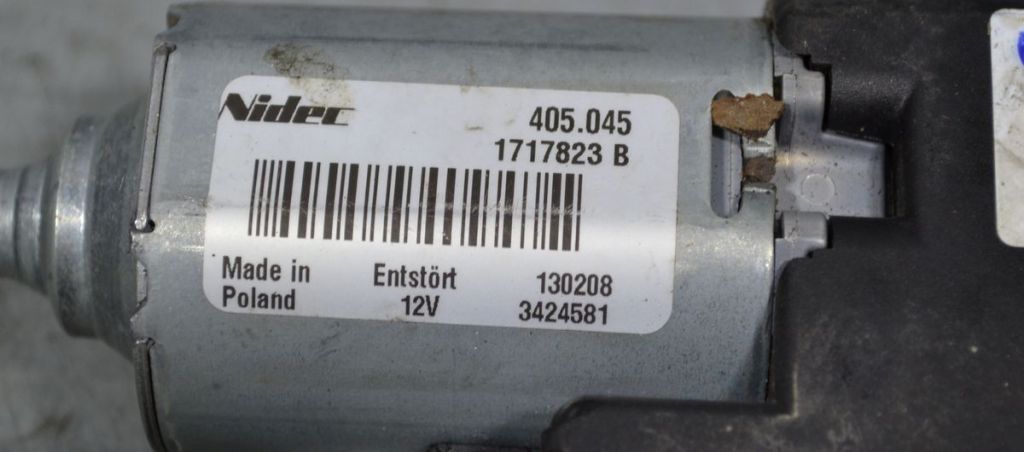 Nidec
405.045
1717823 B
Made in Poland
Entstört 12V
130208
3424581